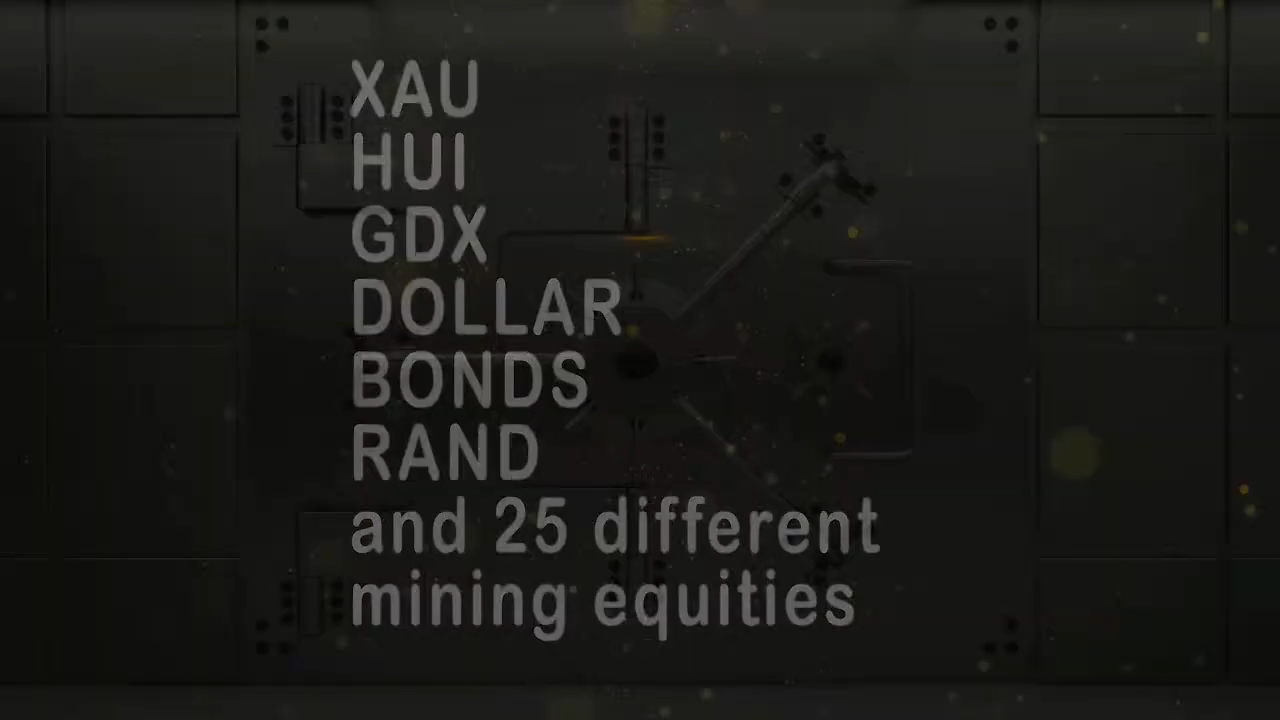 XAU
HUI
GDX
DOLLAR
BONDS
RAND
and 25 different
mining equities